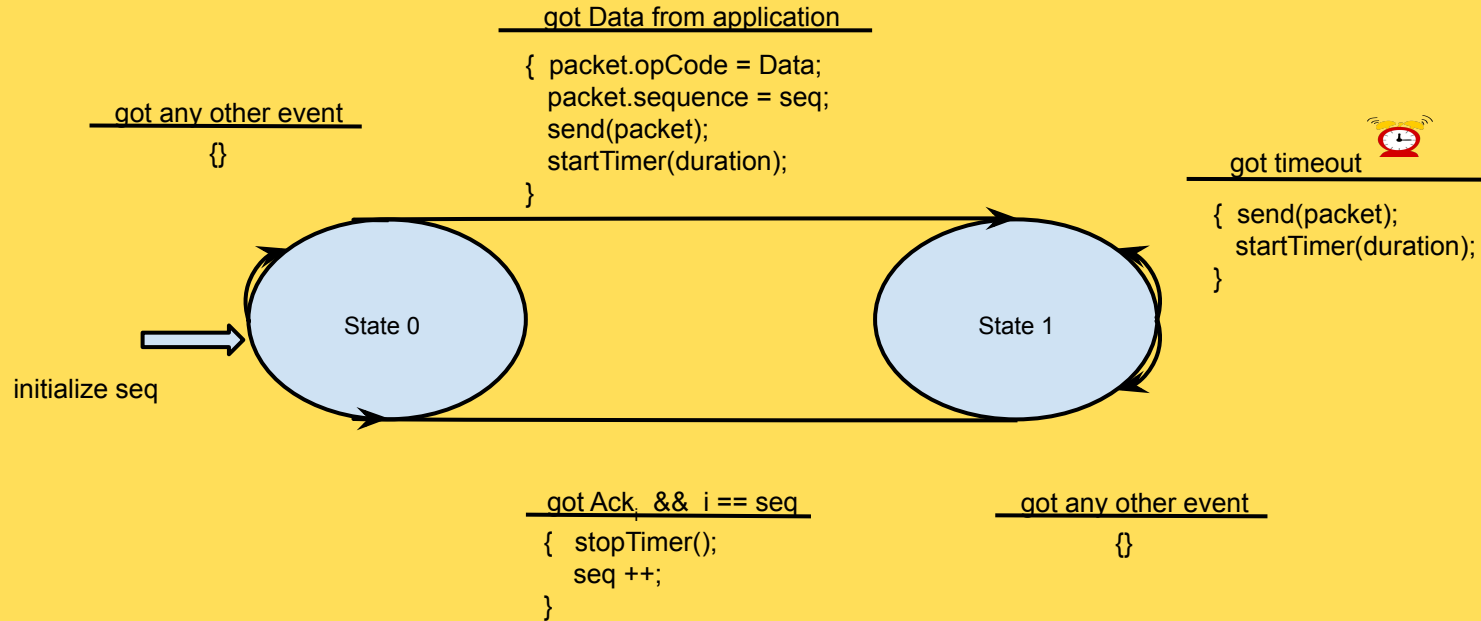 got Data from application
{ packet.opCode = Data;
packet.sequence = seq;
send(packet);
startTimer(duration);
}
got any other event
{}
got timeout
{ send(packet);
startTimer(duration);
}
State 0
State 1
initialize seq
got Ackᵢ && i == seq
{ stopTimer();
seq ++;
}
got any other event
{}